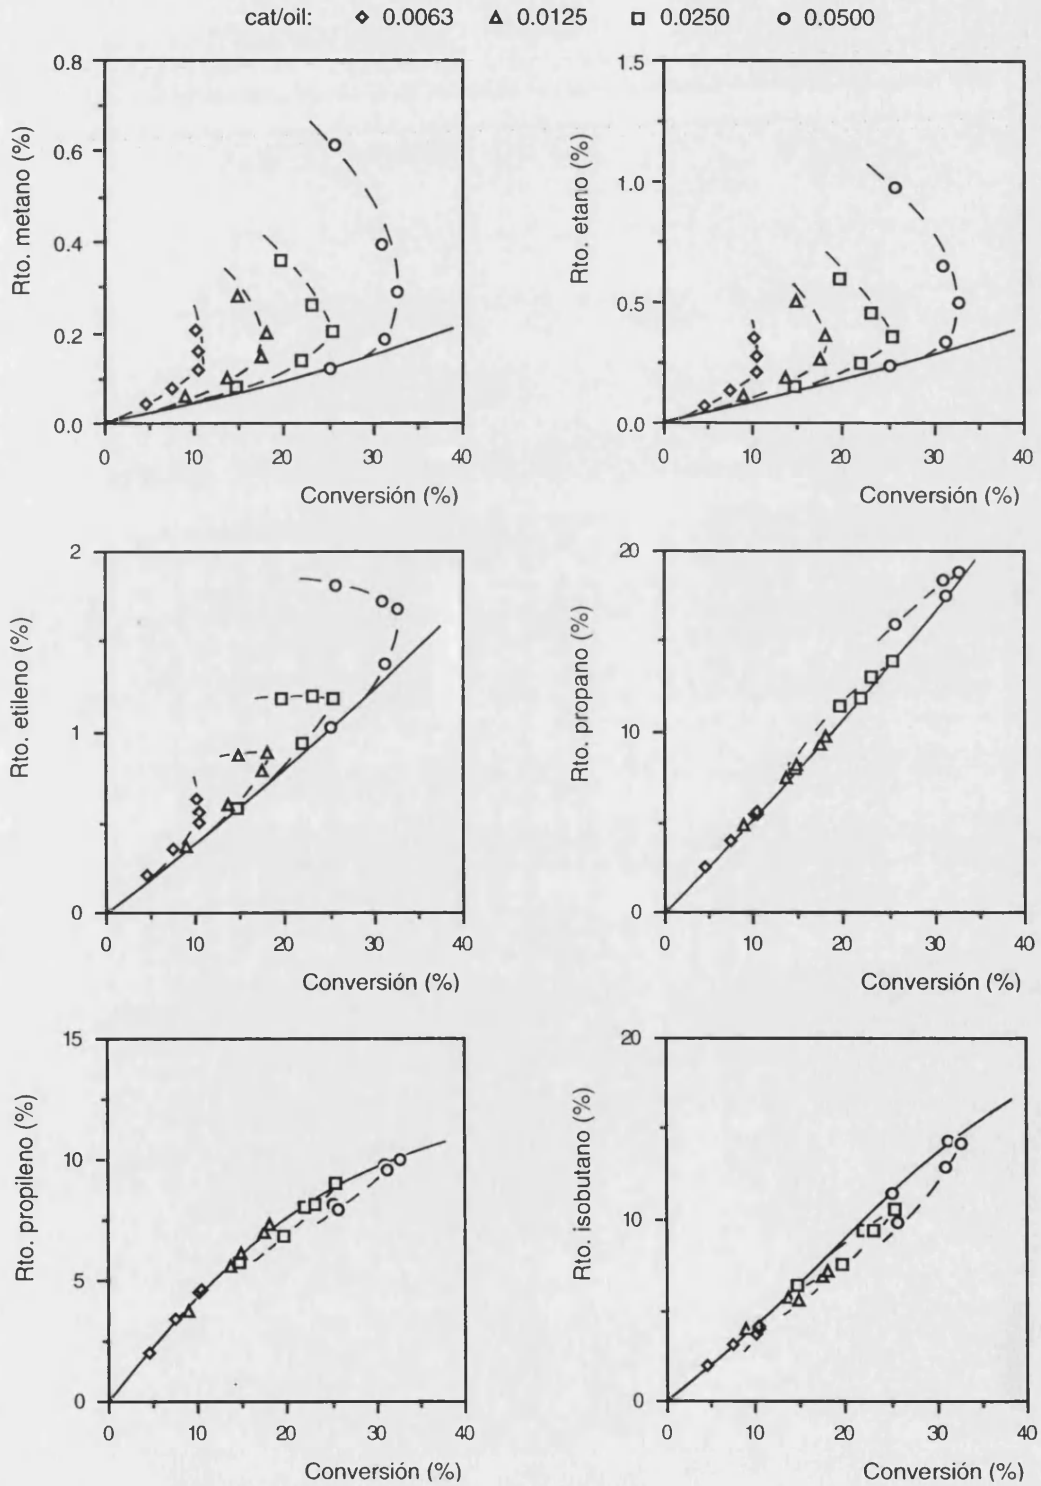 cat/oil: ◇ 0.0063 △ 0.0125 □ 0.0250 ○ 0.0500
Rto. metano (%)
0.8
0.6
0.4
0.2
0.0
0 10 20 30 40
Conversión (%)
Rto. etano (%)
1.5
1.0
0.5
0.0
0 10 20 30 40
Conversión (%)
Rto. etileno (%)
2
1
0
0 10 20 30 40
Conversión (%)
Rto. propano (%)
20
10
0
0 10 20 30 40
Conversión (%)
Rto. propileno (%)
15
10
5
0
0 10 20 30 40
Conversión (%)
Rto. isobutano (%)
20
10
0
0 10 20 30 40
Conversión (%)